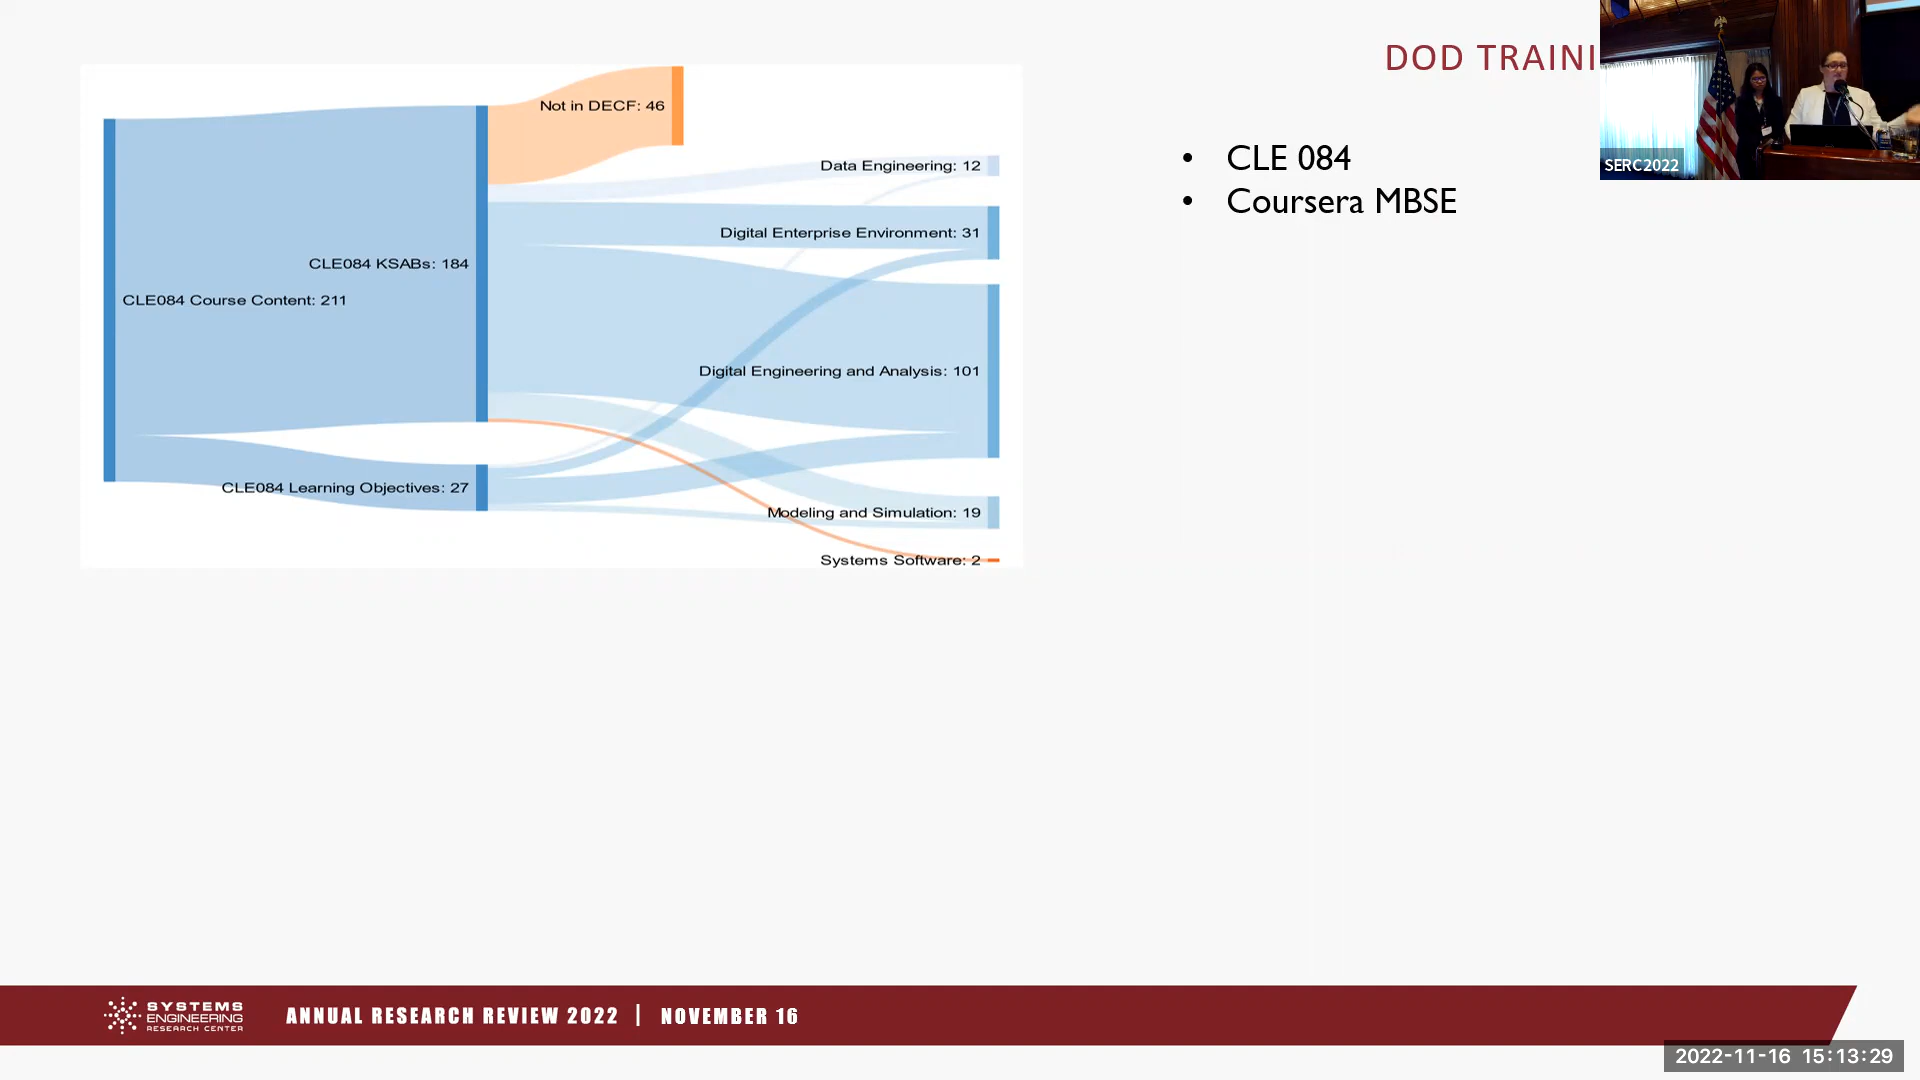 DOD TRAINI
SERC2022
Not in DECF: 46
Data Engineering: 12
Digital Enterprise Environment: 31
CLE084 KSABs: 184
CLE084 Course Content: 211
Digital Engineering and Analysis: 101
CLE084 Learning Objectives: 27
Modeling and Simulation: 19
Systems Software: 2
• CLE 084
• Coursera MBSE
SYSTEMS
ENGINEERING
RESEARCH CENTER
ANNUAL RESEARCH REVIEW 2022 | NOVEMBER 16
2022-11-16 15:13:29